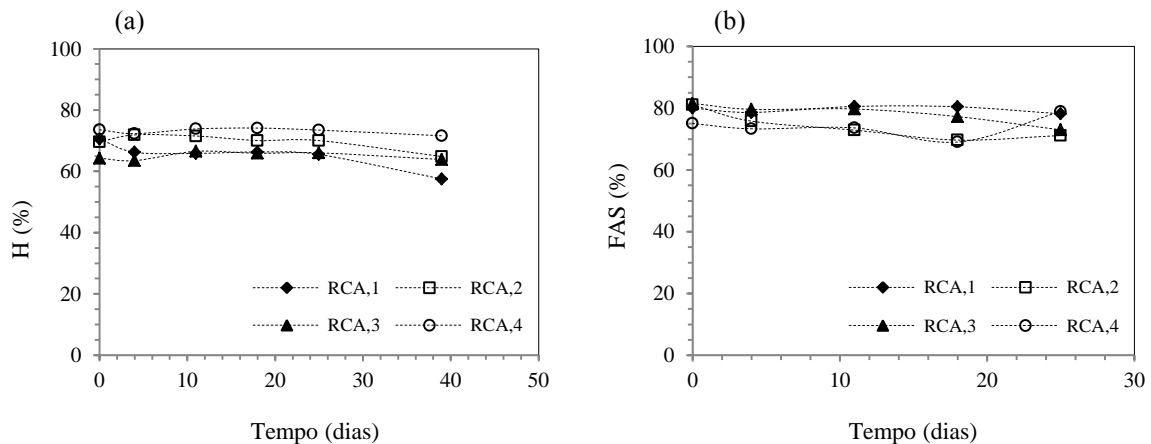 (a)
100
80
60
40
20
0
H (%)
RCA,1
RCA,2
RCA,3
RCA,4
0 10 20 30 40 50
Tempo (dias)
(b)
100
80
60
40
20
0
FAS (%)
RCA,1
RCA,2
RCA,3
RCA,4
0 10 20 30
Tempo (dias)